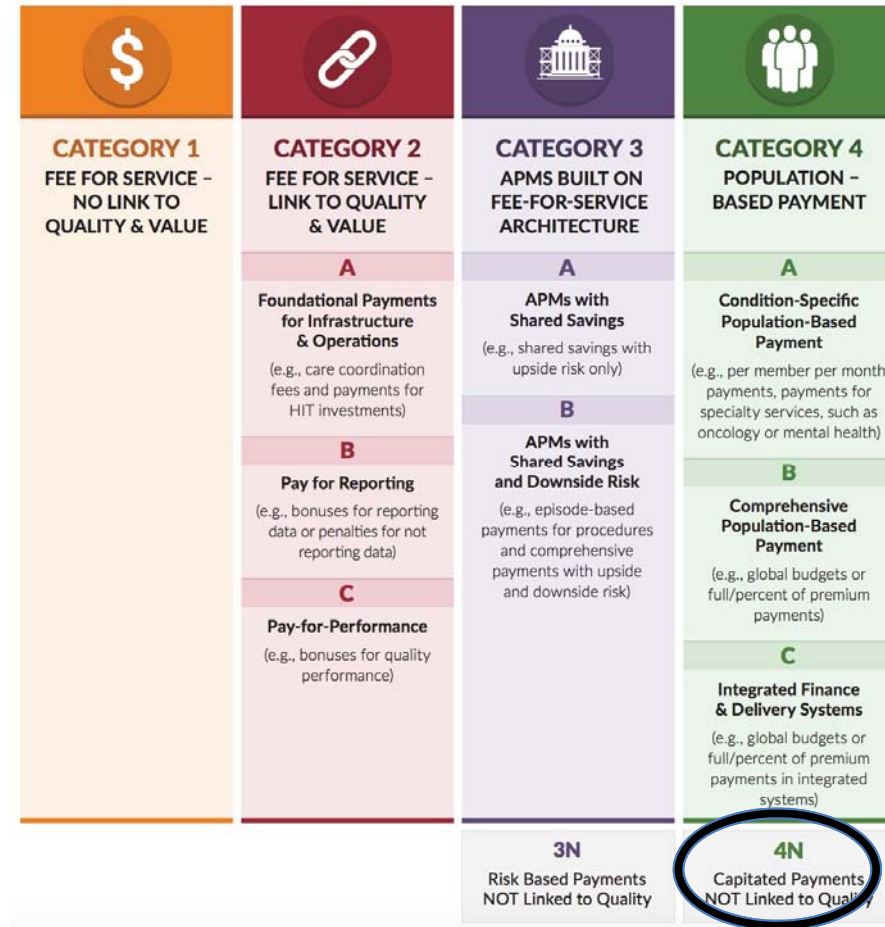 $
CATEGORY 1
FEE FOR SERVICE –
NO LINK TO
QUALITY & VALUE
CATEGORY 2
FEE FOR SERVICE –
LINK TO QUALITY
& VALUE
A
Foundational Payments
for Infrastructure
& Operations
(e.g., care coordination
fees and payments for
HIT investments)
B
Pay for Reporting
(e.g., bonuses for reporting
data or penalties for not
reporting data)
C
Pay-for-Performance
(e.g., bonuses for quality
performance)
CATEGORY 3
APMS BUILT ON
FEE-FOR-SERVICE
ARCHITECTURE
A
APMs with
Shared Savings
(e.g., shared savings with
upside risk only)
B
APMs with
Shared Savings
and Downside Risk
(e.g., episode-based
payments for procedures
and comprehensive
payments with upside
and downside risk)
3N
Risk Based Payments
NOT Linked to Quality
CATEGORY 4
POPULATION –
BASED PAYMENT
A
Condition-Specific
Population-Based
Payment
(e.g., per member per month
payments, payments for
specialty services, such as
oncology or mental health)
B
Comprehensive
Population-Based
Payment
(e.g., global budgets or
full/percent of premium
payments)
C
Integrated Finance
& Delivery Systems
(e.g., global budgets or
full/percent of premium
payments in integrated
systems)
4N
Capitated Payments
NOT Linked to Quality